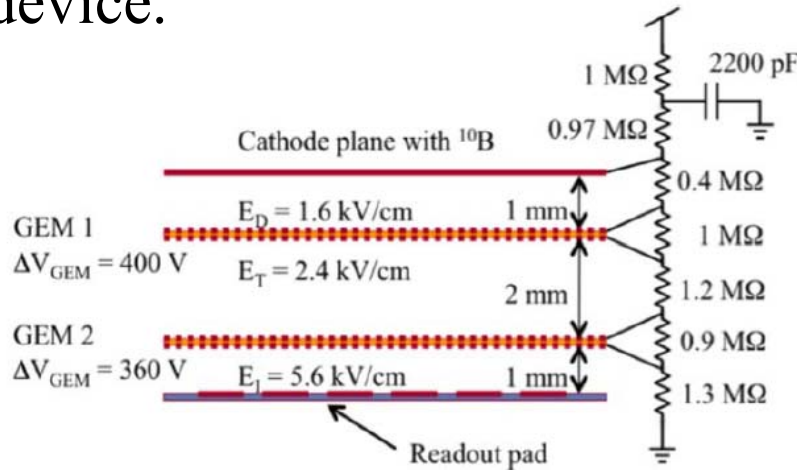 device.
1 MΩ
2200 pF
0.97 MΩ
Cathode plane with ¹⁰B
0.4 MΩ
E_D = 1.6 kV/cm
1 mm
GEM 1
1 MΩ
ΔV_GEM = 400 V
E_T = 2.4 kV/cm
2 mm
1.2 MΩ
GEM 2
0.9 MΩ
ΔV_GEM = 360 V
E_I = 5.6 kV/cm
1 mm
1.3 MΩ
Readout pad